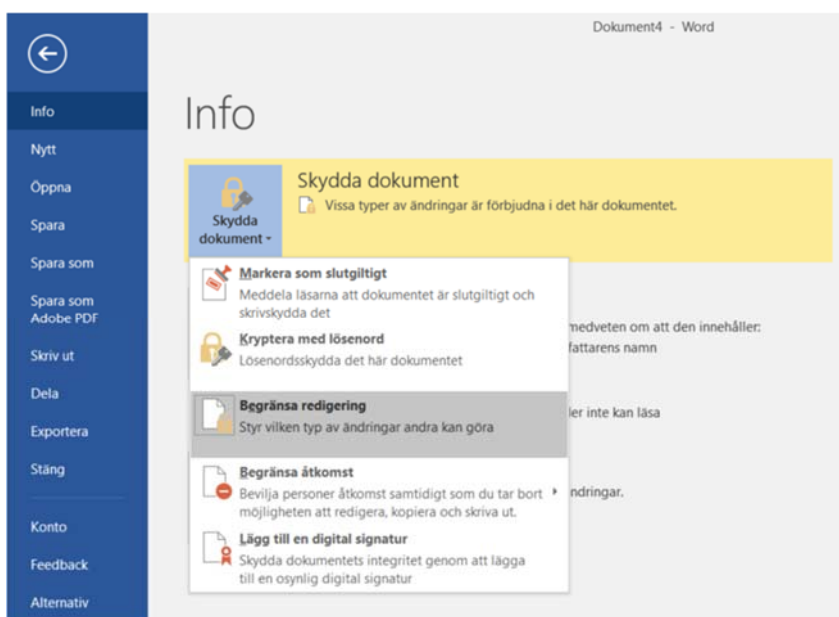 Dokument4 - Word
Info
Nytt
Öppna
Spara
Spara som
Spara som
Adobe PDF
Skriv ut
Dela
Exportera
Stäng
Konto
Feedback
Alternativ
Info
Skydda
dokument
Skydda dokument
Vissa typer av ändringar är förbjudna i det här dokumentet.
Markera som slutgiltigt
Meddela läsarna att dokumentet är slutgiltigt och
skrivskydda det
Kryptera med lösenord
Lösenordsskydda det här dokumentet
Begränsa redigering
Styr vilken typ av ändringar andra kan göra
Begränsa åtkomst
Bevilja personer åtkomst samtidigt som du tar bort
möjligheten att redigera, kopiera och skriva ut.
Lägg till en digital signatur
Skydda dokumentets integritet genom att lägga
till en osynlig digital signatur
medveten om att den innehåller:
fattarens namn
ler inte kan läsa
ndringar.